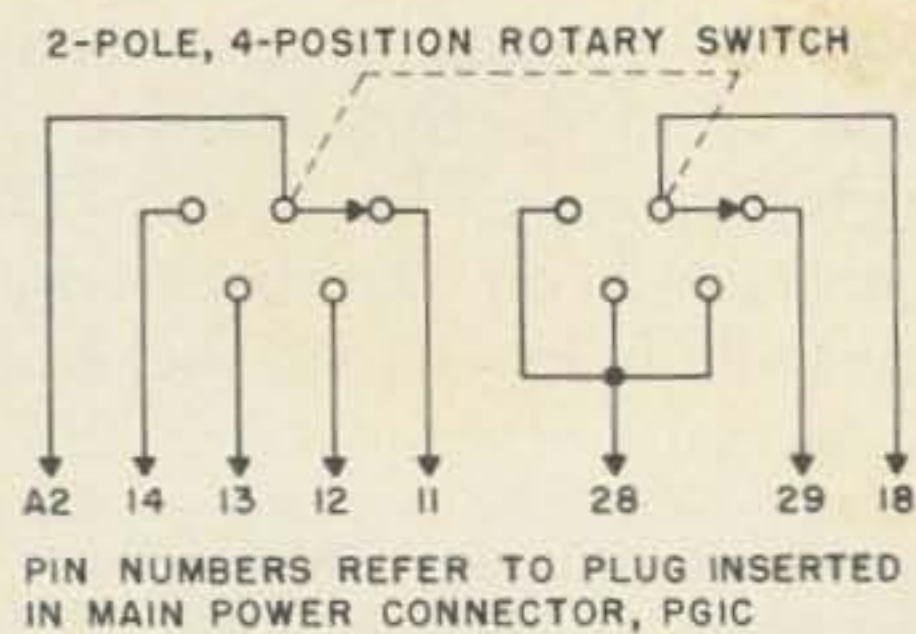 2-POLE, 4-POSITION ROTARY SWITCH
A2 14 13 12 11 28 29 18
PIN NUMBERS REFER TO PLUG INSERTED
IN MAIN POWER CONNECTOR, PG1C